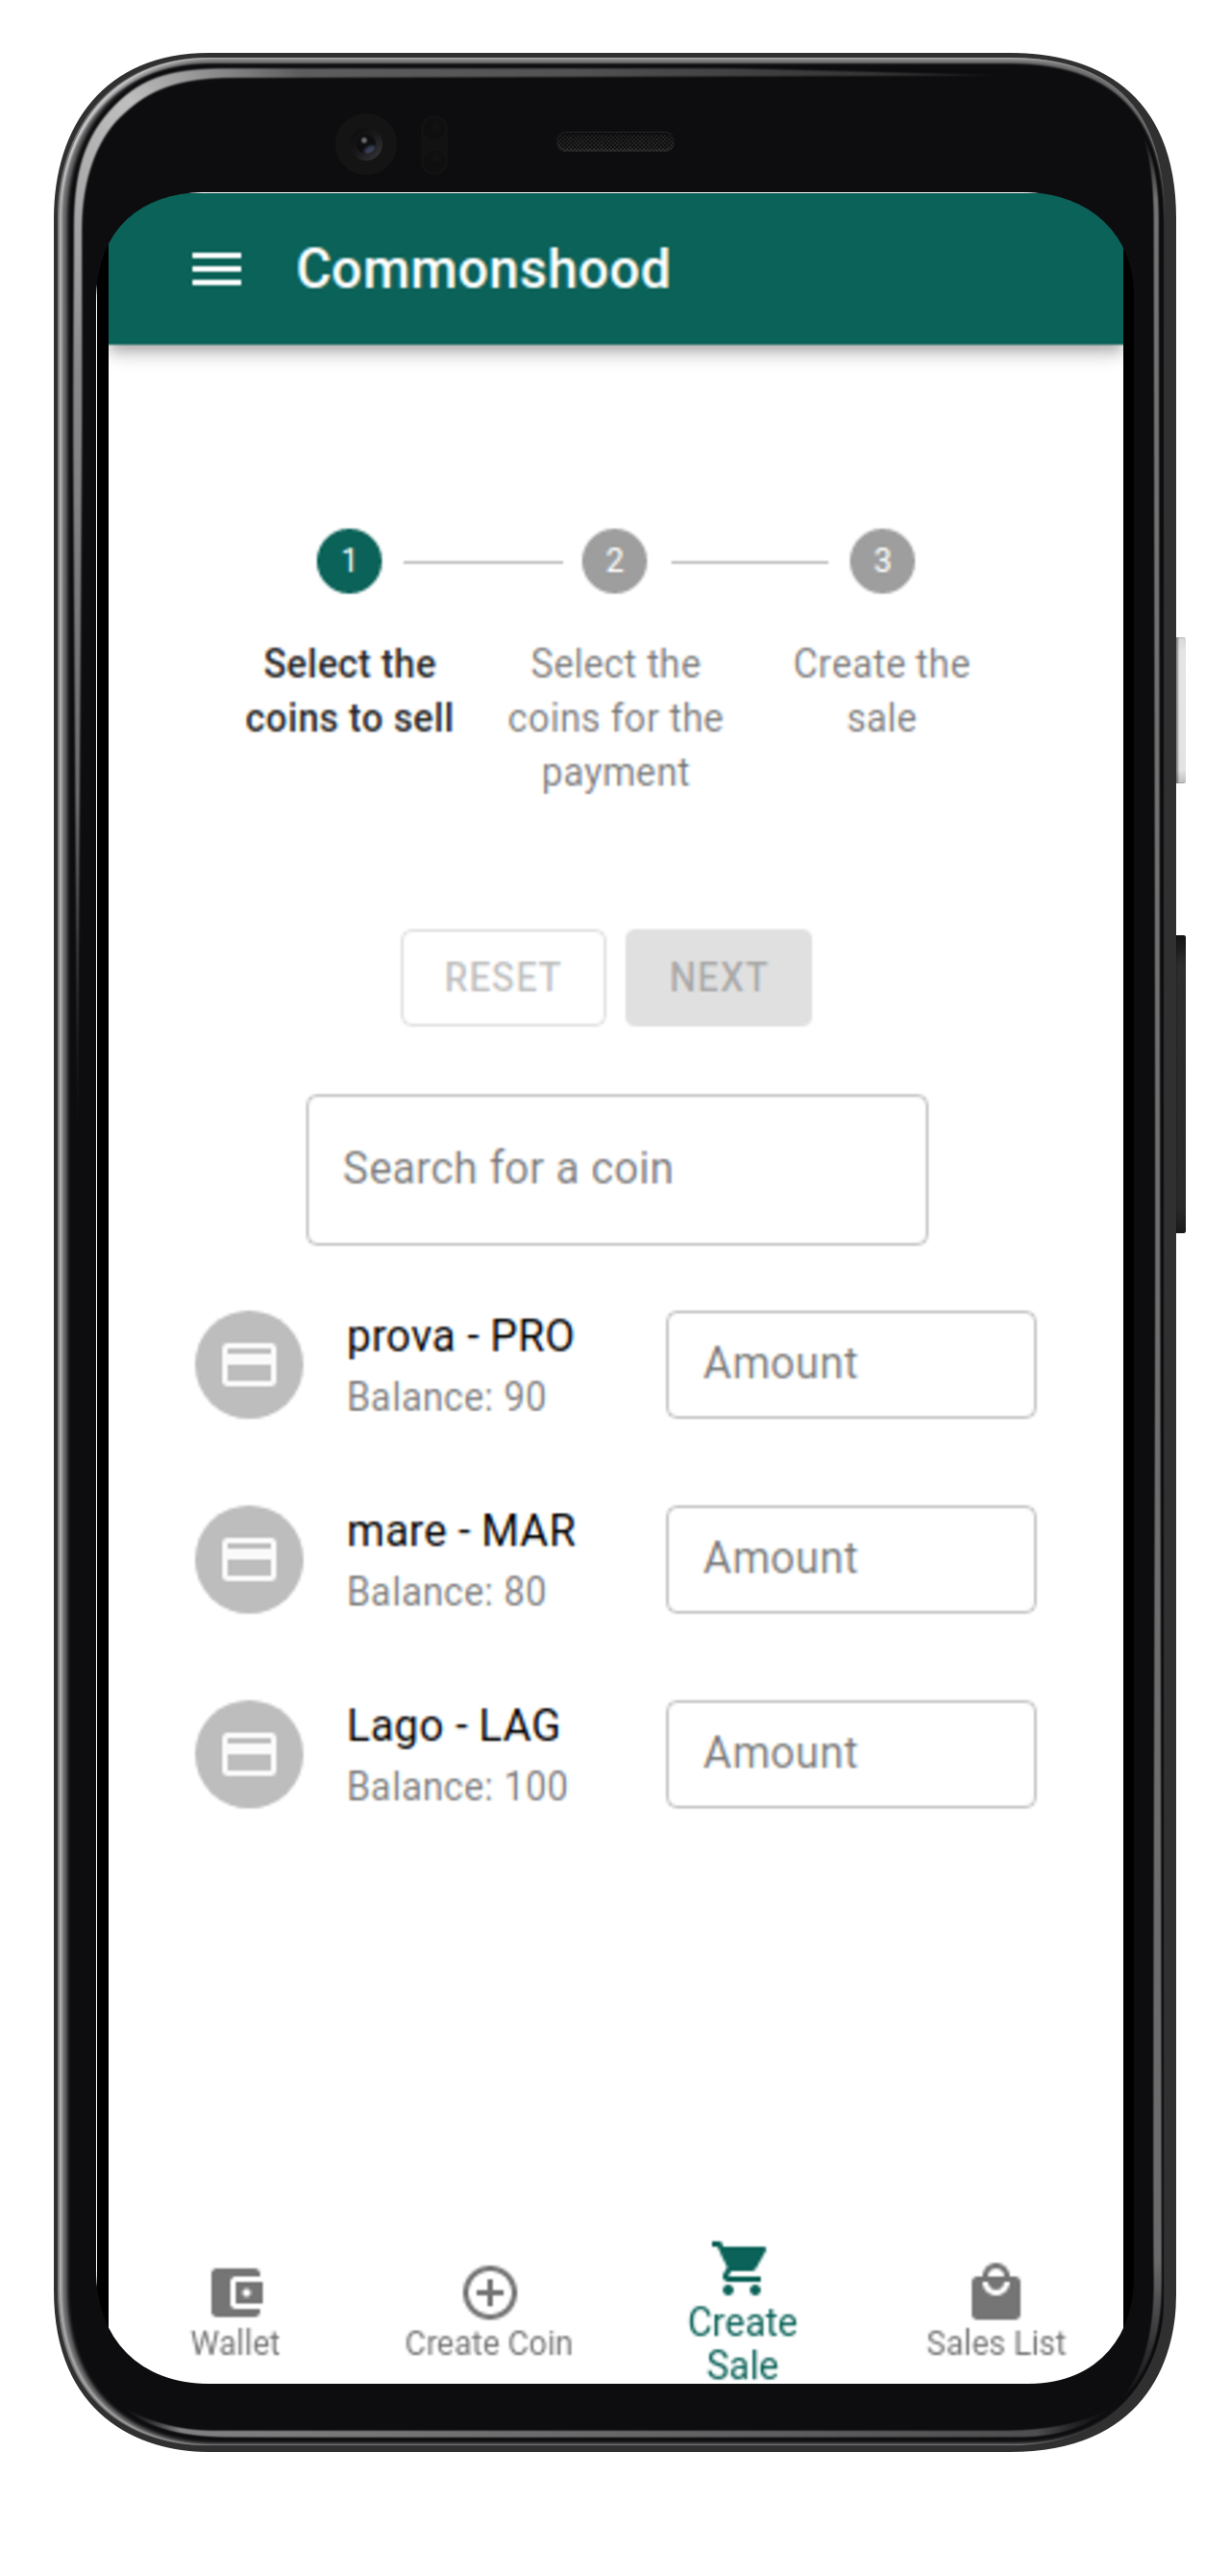 Commonshood
1
2
3
Select the
coins to sell
Select the
coins for the
payment
Create the
sale
RESET
NEXT
Search for a coin
prova - PRO
Balance: 90
Amount
mare - MAR
Balance: 80
Amount
Lago - LAG
Balance: 100
Amount
Wallet
Create Coin
Create
Sale
Sales List